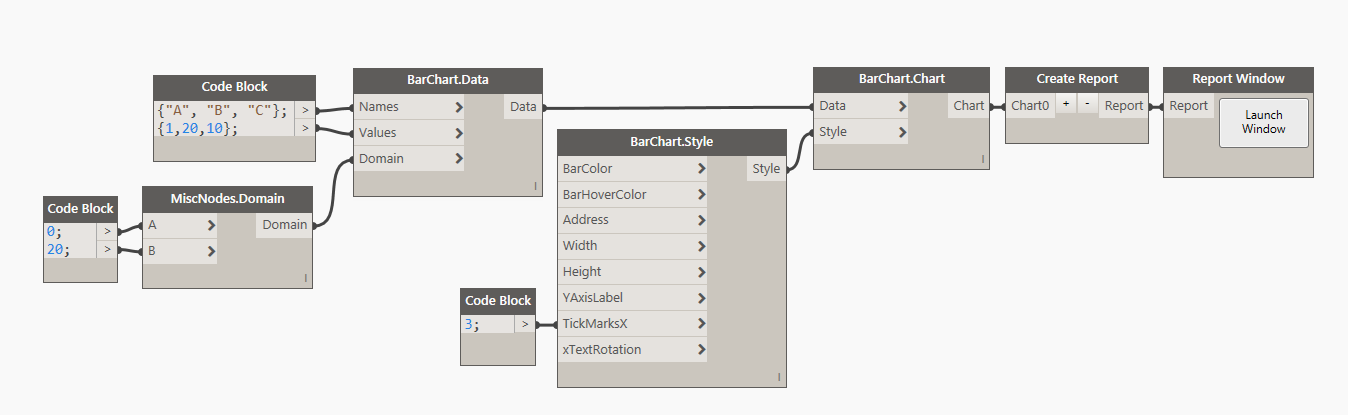 Code Block
{"A", "B", "C"}; >
{1,20,10}; >
Code Block
0; >
20; >
MiscNodes.Domain
A > Domain
B >
l
BarChart.Data
Names > Data
Values >
Domain >
l
Code Block
3; >
BarChart.Style
BarColor > Style
BarHoverColor >
Address >
Width >
Height >
YAxisLabel >
TickMarksX >
xTextRotation >
l
BarChart.Chart
Data > Chart
Style >
l
Create Report
Chart0 + - Report
Report Window
Report
Launch
Window